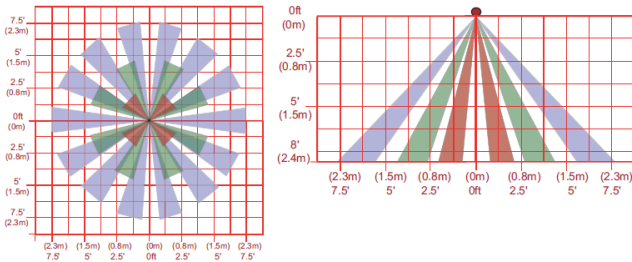 7.5'
(2.3m)
5'
(1.5m)
2.5'
(0.8m)
0ft
(0m)
2.5'
(0.8m)
5'
(1.5m)
7.5'
(2.3m)
(2.3m) (1.5m) (0.8m) (0m) (0.8m) (1.5m) (2.3m)
7.5' 5' 2.5' 0ft 2.5' 5' 7.5'
0ft
(0m)
2.5'
(0.8m)
5'
(1.5m)
8'
(2.4m)
(2.3m) (1.5m) (0.8m) (0m) (0.8m) (1.5m) (2.3m)
7.5' 5' 2.5' 0ft 2.5' 5' 7.5'